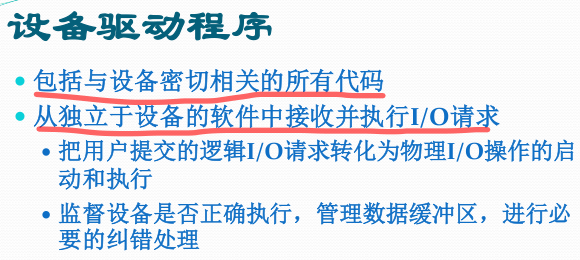 设备驱动程序
• 包括与设备密切相关的所有代码
• 从独立于设备的软件中接收并执行I/O请求
• 把用户提交的逻辑I/O请求转化为物理I/O操作的启
动和执行
• 监督设备是否正确执行，管理数据缓冲区，进行必
要的纠错处理